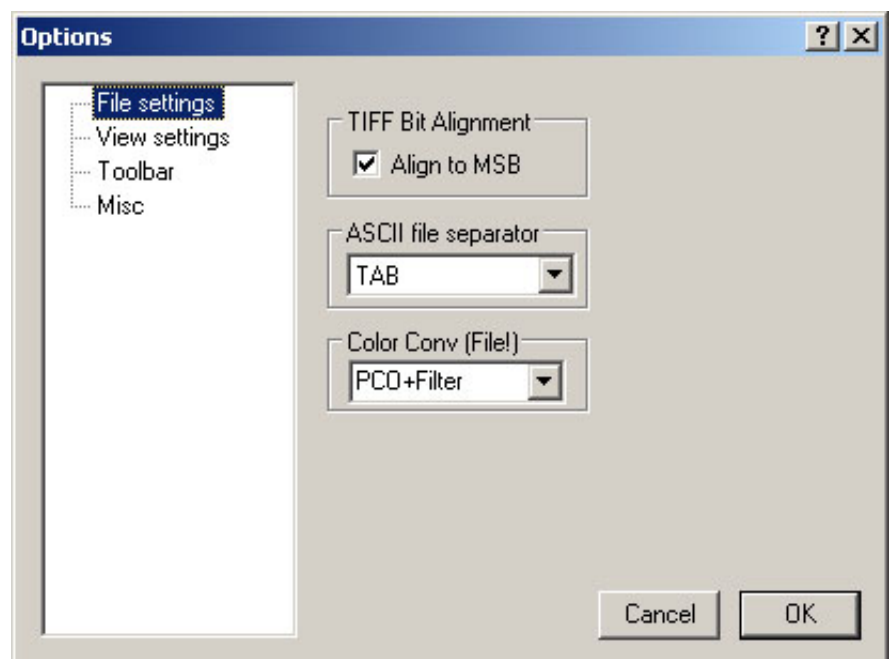 Options
File settings
View settings
Toolbar
Misc
TIFF Bit Alignment
Align to MSB
ASCII file separator
TAB
Color Conv (File!)
PCO+Filter
Cancel
OK